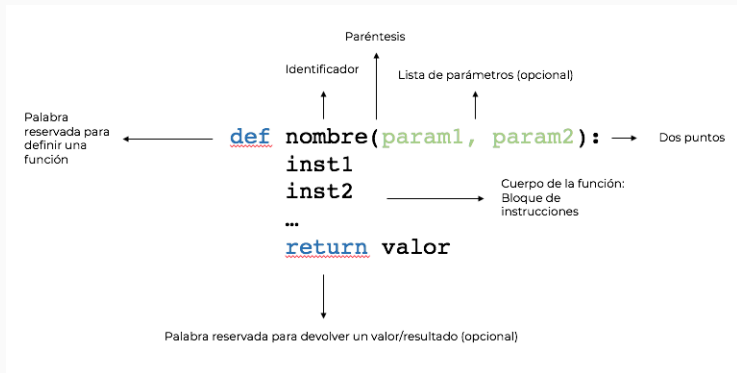 Paréntesis
Identificador
Lista de parámetros (opcional)
Palabra
reservada para
definir una
función
def nombre(param1, param2):
Dos puntos
inst1
inst2
Cuerpo de la función:
Bloque de
instrucciones
…
return valor
Palabra reservada para devolver un valor/resultado (opcional)